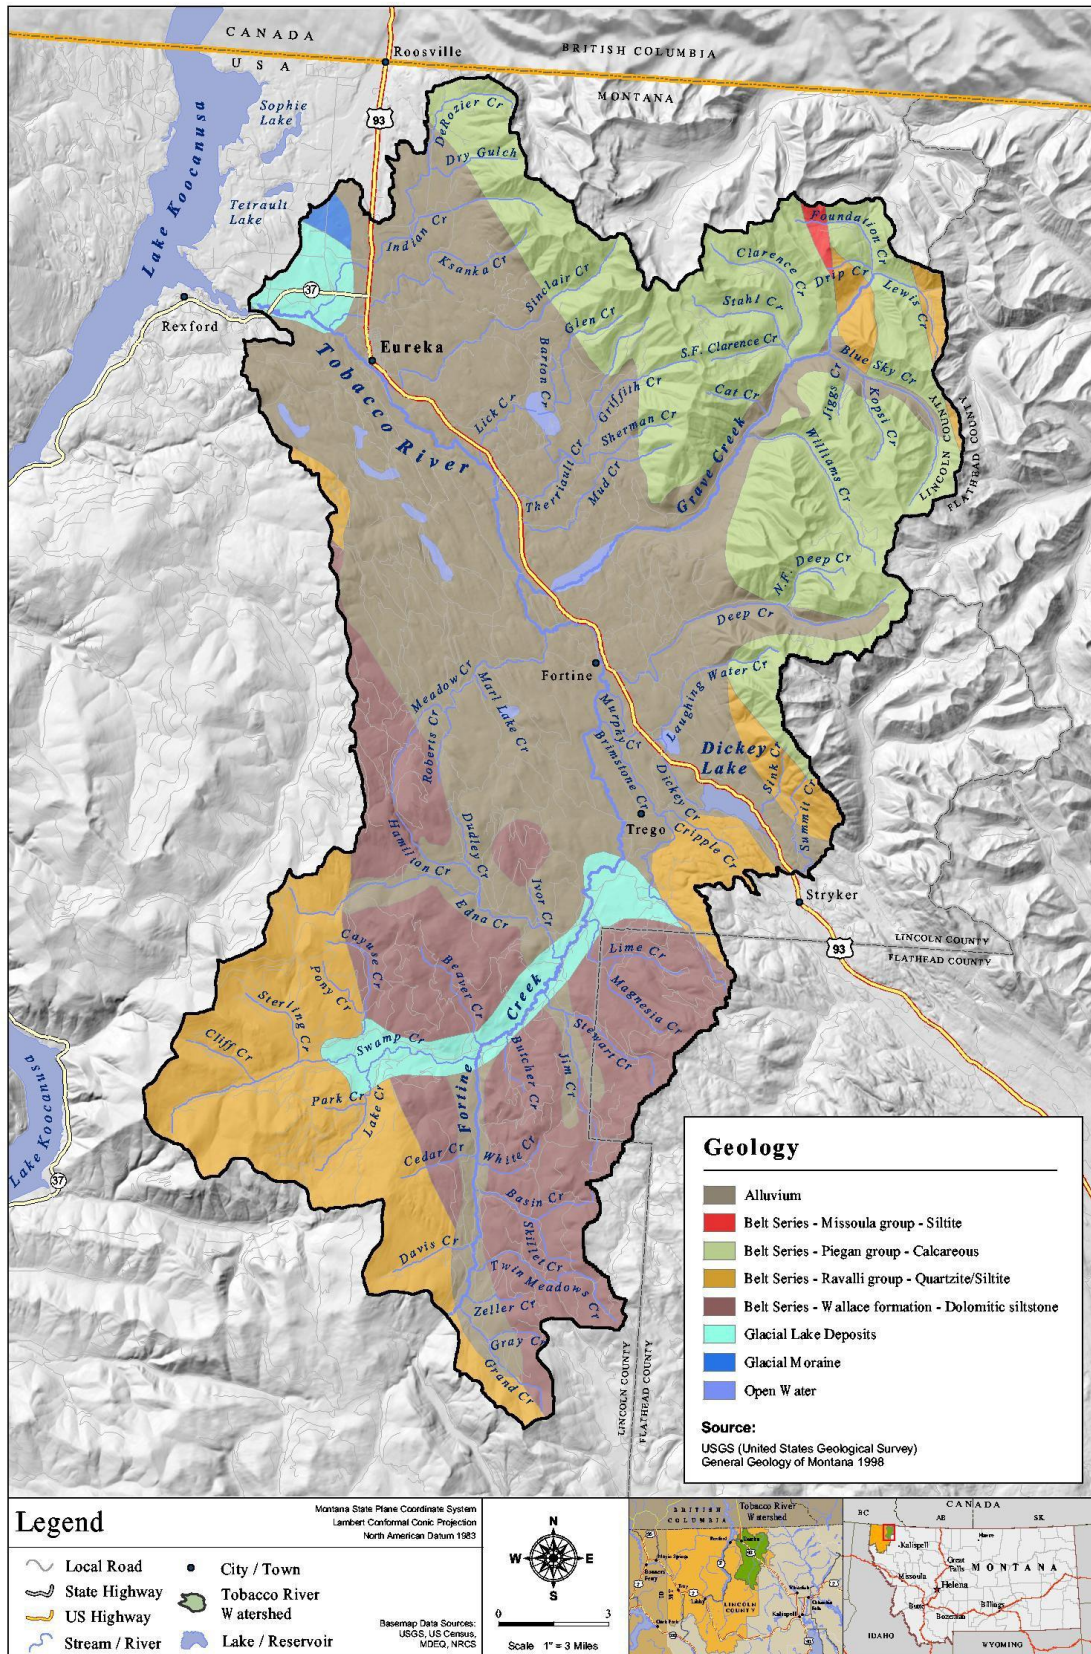 CANADA
USA
Roosville
BRITISH COLUMBIA
MONTANA
Lake Koocanusa
Sophie
Lake
93
DeRozier Cr
Dry Gulch
Tetrault
Lake
Indian Cr
Ksanka Cr
Foundation Cr
Clarence Cr
Drip Cr
Lewis Cr
Sinclair Cr
Stahl Cr
Glen Cr
37
Rexford
Eureka
Tobacco River
Barton Cr
S.F. Clarence Cr
Blue Sky Cr
Griffith Cr
Cat Cr
Jiggs Cr
Kopsi Cr
LINCOLN COUNTY
FLATHEAD COUNTY
Lick Cr
Sherman Cr
Therriault Cr
Mud Cr
Grave Creek
Williams Cr
N.F. Deep Cr
Deep Cr
Fortine
Meadow Cr
Marl Lake Cr
Roberts Cr
Murphy Cr
Brimstone Cr
Laughing Water Cr
Dickey
Lake
Dickey Cr
Sink Cr
Summit Cr
Trego
Cripple Cr
Hamilton Cr
Dudley Cr
Ivor Cr
Edna Cr
Stryker
93
LINCOLN COUNTY
FLATHEAD COUNTY
Cayuse Cr
Pony Cr
Sterling Cr
Cliff Cr
Beaver Cr
Lime Cr
Magnesia Cr
Fortine Creek
Swamp Cr
Stewart Cr
Butcher Cr
Jim Cr
Park Cr
Lake Cr
Cedar Cr
White Cr
Basin Cr
Skillet Cr
Davis Cr
Twin Meadows Cr
Zeller Cr
Gray Cr
Grand Cr
LINCOLN COUNTY
FLATHEAD COUNTY
Lake Koocanusa
37
Geology
Alluvium
Belt Series - Missoula group - Siltite
Belt Series - Piegan group - Calcareous
Belt Series - Ravalli group - Quartzite/Siltite
Belt Series - Wallace formation - Dolomitic siltstone
Glacial Lake Deposits
Glacial Moraine
Open Water
Source:
USGS (United States Geological Survey)
General Geology of Montana 1998
Legend
Montana State Plane Coordinate System
Lambert Conformal Conic Projection
North American Datum 1983
Local Road
State Highway
US Highway
Stream / River
City / Town
Tobacco River
Watershed
Lake / Reservoir
Basemap Data Sources:
USGS, US Census,
MDEQ, NRCS
N
W E
S
0 3
Scale 1" = 3 Miles
BRITISH
COLUMBIA
Tobacco River
Watershed
LINCOLN
COUNTY
Libby
Kalispell
CANADA
BC
AB
SK
Havre
Kalispell
Great
Falls
MONTANA
Missoula
Helena
Butte
Billings
Bozeman
IDAHO
WYOMING